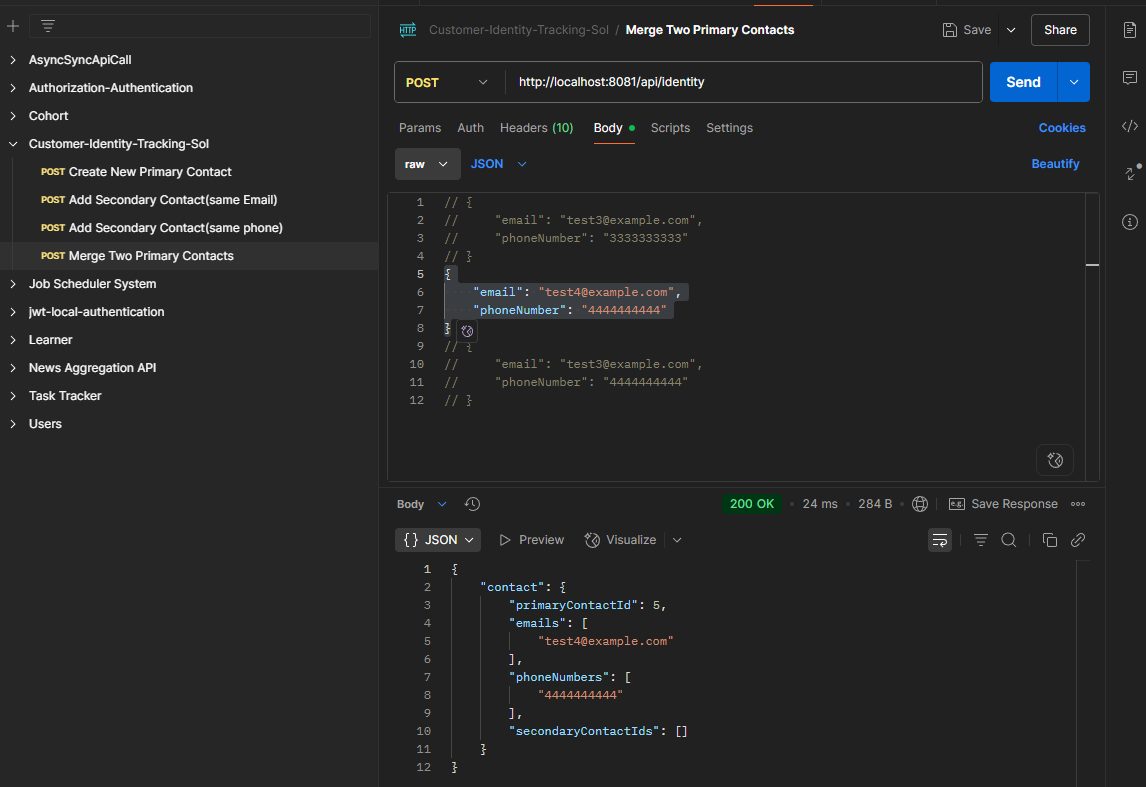 HTTP Customer-Identity-Tracking-Sol / Merge Two Primary Contacts Save Share
AsyncSyncApiCall
Authorization-Authentication
Cohort
Customer-Identity-Tracking-Sol
POST Create New Primary Contact
POST Add Secondary Contact(same Email)
POST Add Secondary Contact(same phone)
POST Merge Two Primary Contacts
Job Scheduler System
jwt-local-authentication
Learner
News Aggregation API
Task Tracker
Users
POST http://localhost:8081/api/identity Send
Params Auth Headers (10) Body Scripts Settings Cookies
raw JSON Beautify
1 // {
2 //     "email": "test3@example.com",
3 //     "phoneNumber": "3333333333"
4 // }
5 {
6     "email": "test4@example.com",
7     "phoneNumber": "4444444444"
8 }
9 // {
10 //     "email": "test3@example.com",
11 //     "phoneNumber": "4444444444"
12 // }
Body 200 OK • 24 ms • 284 B • e.g. Save Response
{} JSON Preview Visualize
1 {
2     "contact": {
3         "primaryContactId": 5,
4         "emails": [
5             "test4@example.com"
6         ],
7         "phoneNumbers": [
8             "4444444444"
9         ],
10         "secondaryContactIds": []
11     }
12 }